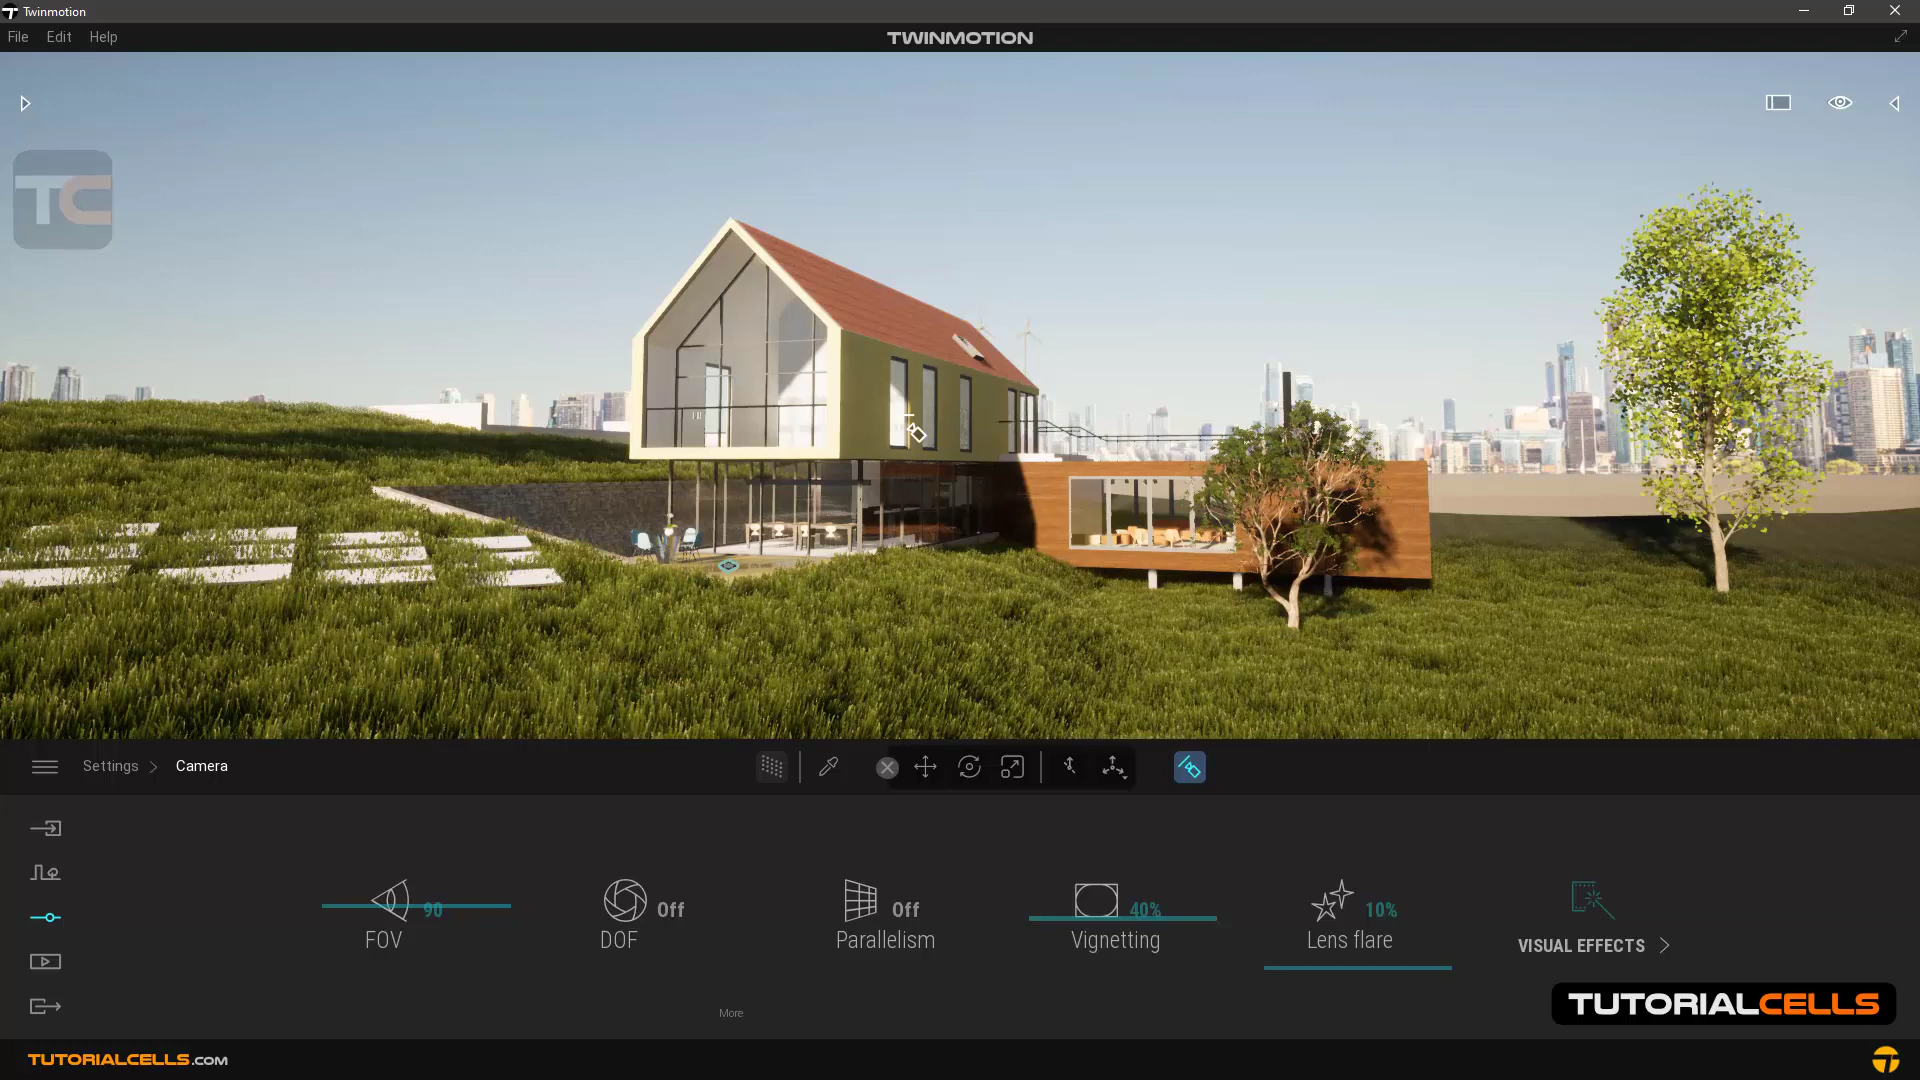 Twinmotion
File Edit Help
TWINMOTION
TC
Settings > Camera
90
FOV
Off
DOF
Off
Parallelism
40%
Vignetting
10%
Lens flare
VISUAL EFFECTS
More
TUTORIALCELLS
TUTORIALCELLS.COM